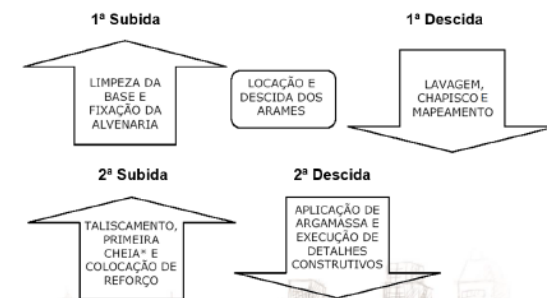 1ª Subida
1ª Descida
LIMPEZA DA
BASE E
FIXAÇÃO DA
ALVENARIA
LOCAÇÃO E
DESCIDA DOS
ARAMES
LAVAGEM,
CHAPISCO E
MAPEAMENTO
2ª Subida
2ª Descida
TALISCAMENTO,
PRIMEIRA
CHEIA* E
COLOCAÇÃO DE
REFORÇO
APLICAÇÃO DE
ARGAMASSA E
EXECUÇÃO DE
DETALHES
CONSTRUTIVOS